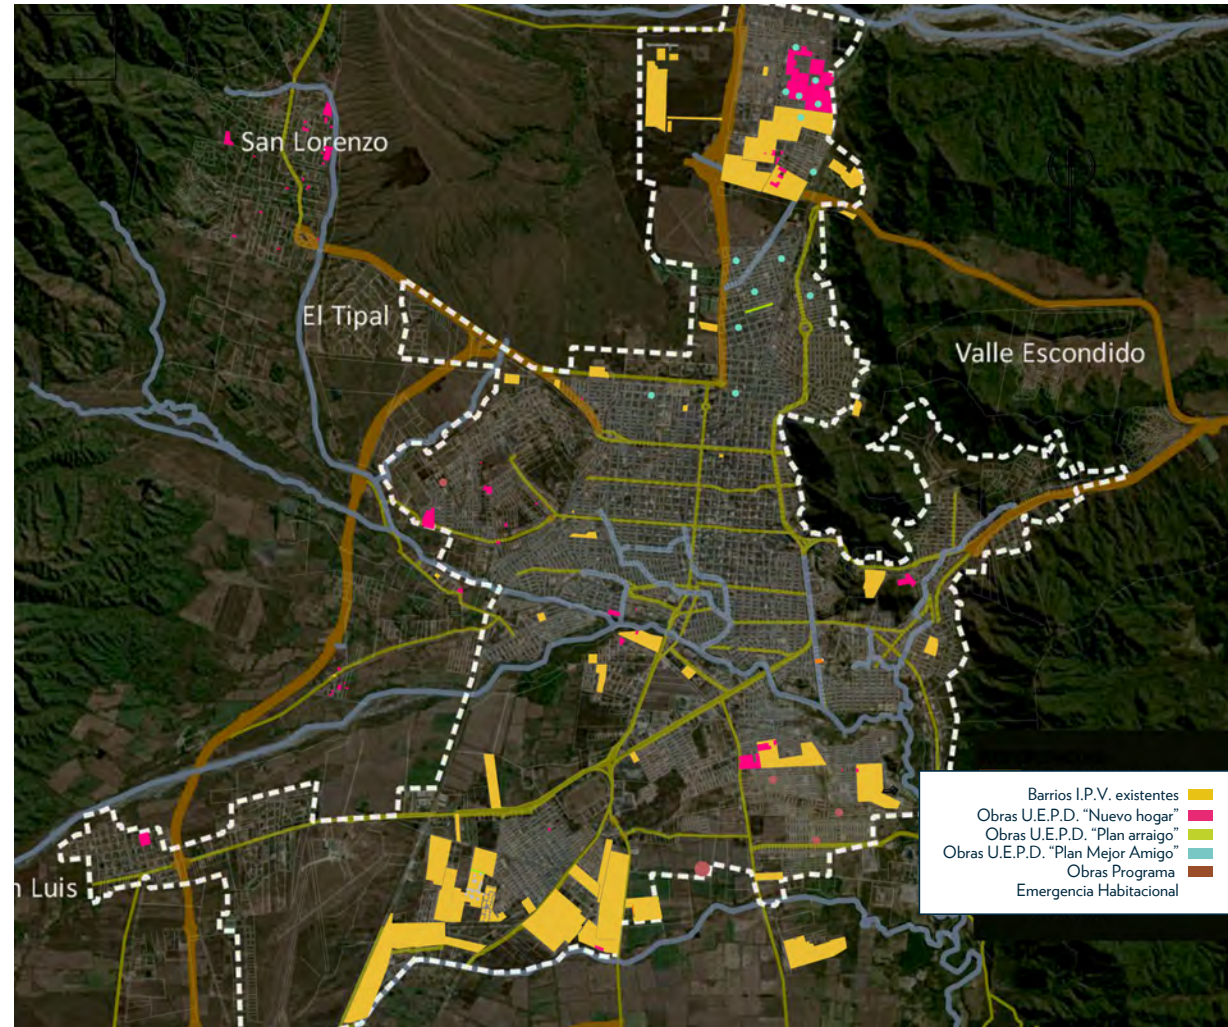 San Lorenzo
El Tipal
Valle Escondido
n Luis
Barrios I.P.V. existentes
Obras U.E.P.D. “Nuevo hogar”
Obras U.E.P.D. “Plan arraigo”
Obras U.E.P.D. “Plan Mejor Amigo”
Obras Programa
Emergencia Habitacional